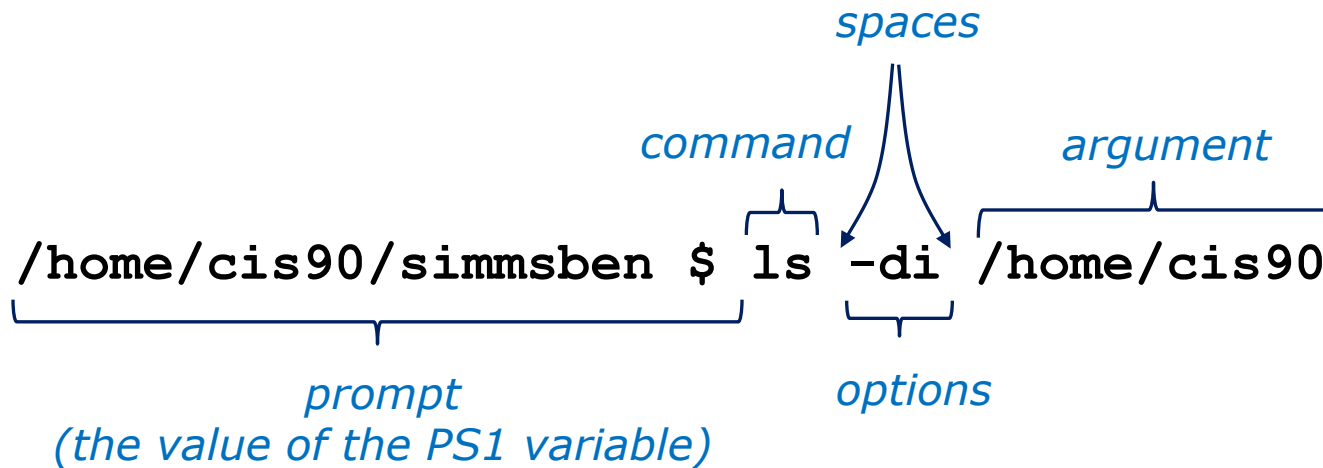 spaces
command
argument
/home/cis90/simmsben $ ls -di /home/cis90
prompt
(the value of the PS1 variable)
options